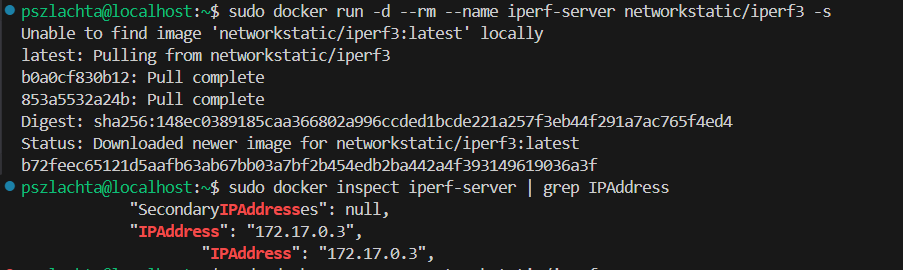 pszlachta@localhost:~$ sudo docker run -d --rm --name iperf-server networkstatic/iperf3 -s
Unable to find image 'networkstatic/iperf3:latest' locally
latest: Pulling from networkstatic/iperf3
b0a0cf830b12: Pull complete
853a5532a24b: Pull complete
Digest: sha256:148ec0389185caa366802a996ccded1bcde221a257f3eb44f291a7ac765f4ed4
Status: Downloaded newer image for networkstatic/iperf3:latest
b72feec65121d5aafb63ab67bb03a7bf2b454edb2ba442a4f393149619036a3f
pszlachta@localhost:~$ sudo docker inspect iperf-server | grep IPAddress
"SecondaryIPAddresses": null,
"IPAddress": "172.17.0.3",
"IPAddress": "172.17.0.3",